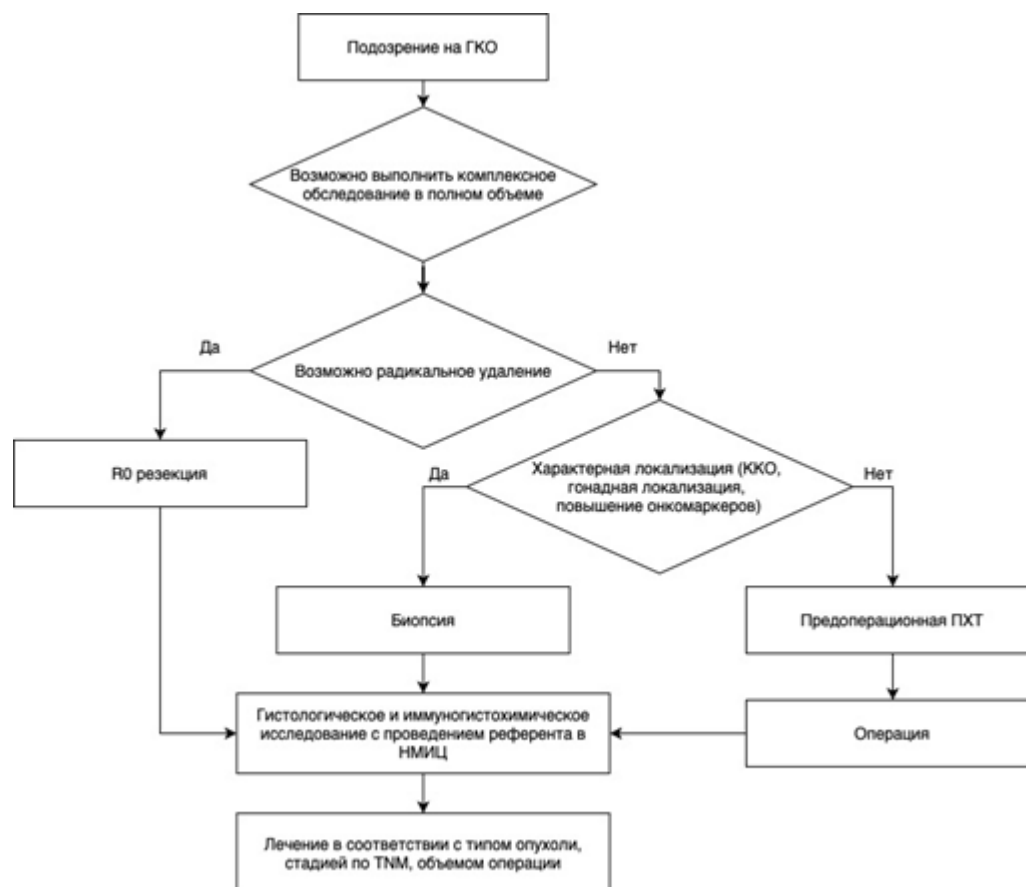 Подозрение на ГКО
Возможно выполнить комплексное
обследование в полном объеме
Да
Нет
Возможно радикальное удаление
R0 резекция
Да
Характерная локализация (ККО,
гонадная локализация,
повышение онкомаркеров)
Нет
Биопсия
Предоперационная ПХТ
Гистологическое и иммуногистохимическое
исследование с проведением референта в
НМИЦ
Операция
Лечение в соответствии с типом опухоли,
стадией по TNM, объемом операции